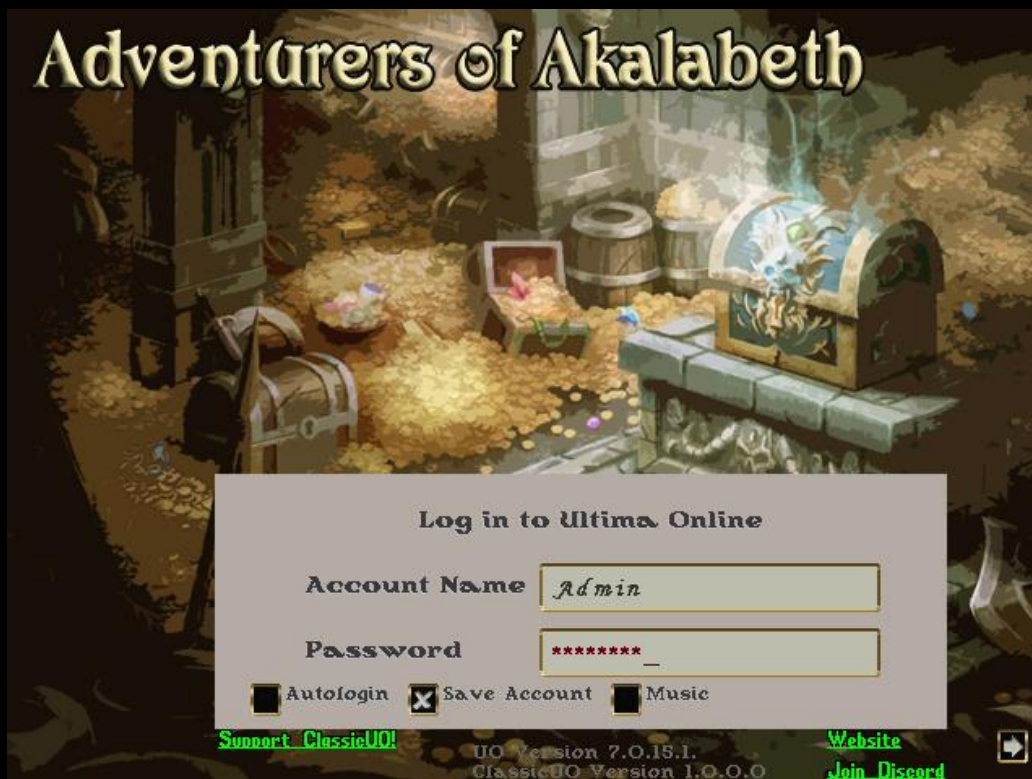 Adventurers of Akalabeth
Log in to Ultima Online
Account Name Admin
Password ********_
Autologin Save Account Music
Support ClassicUO! Website
UO Version 7.0.15.1.
ClassicUO Version 1.0.0.0 Join Discord